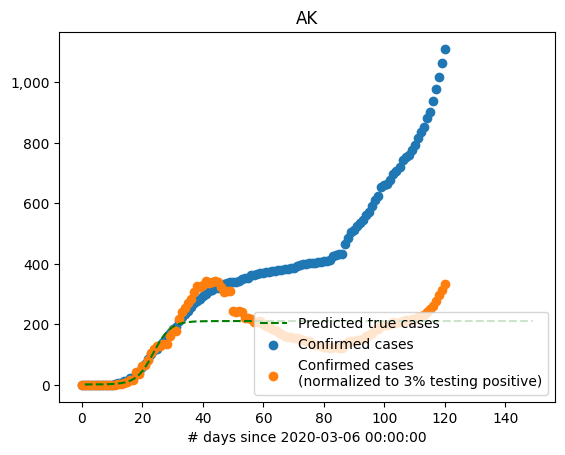 AK
1,000
800
600
400
200
0
0 20 40 60 80 100 120 140
# days since 2020-03-06 00:00:00
Predicted true cases
Confirmed cases
Confirmed cases
(normalized to 3% testing positive)